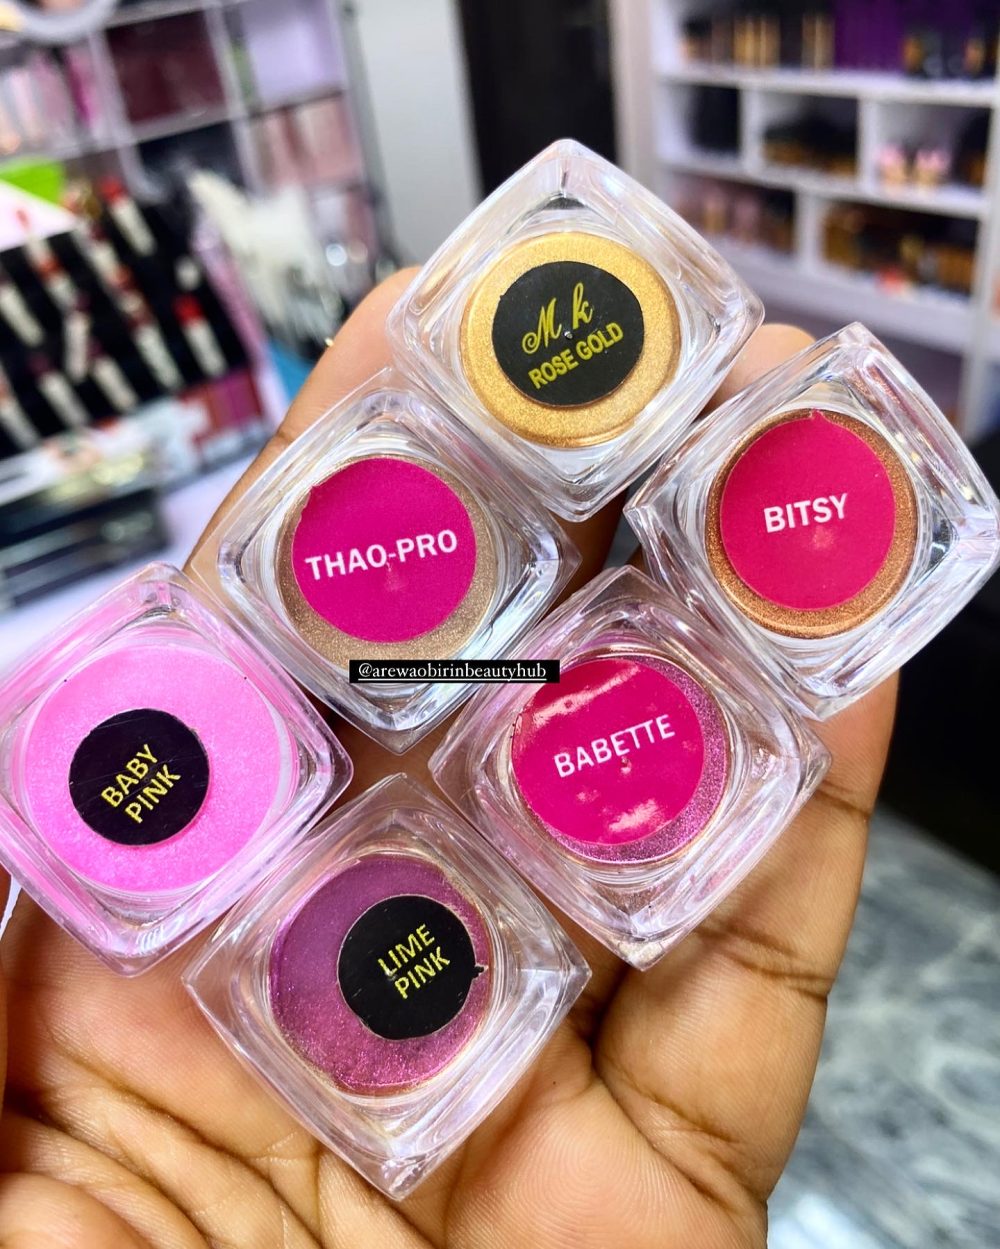 M k
ROSE GOLD
THAO-PRO
BITSY
@arewaobirinbeautyhub
BABETTE
BABY
PINK
LIME
PINK